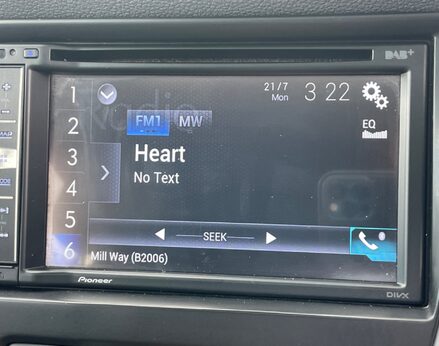 DAB+
1
2
3
4
5
6
Radio
21/7
Mon
3 22
FM1
MW
EQ
Heart
No Text
SEEK
Mill Way (B2006)
Pioneer
DIVX